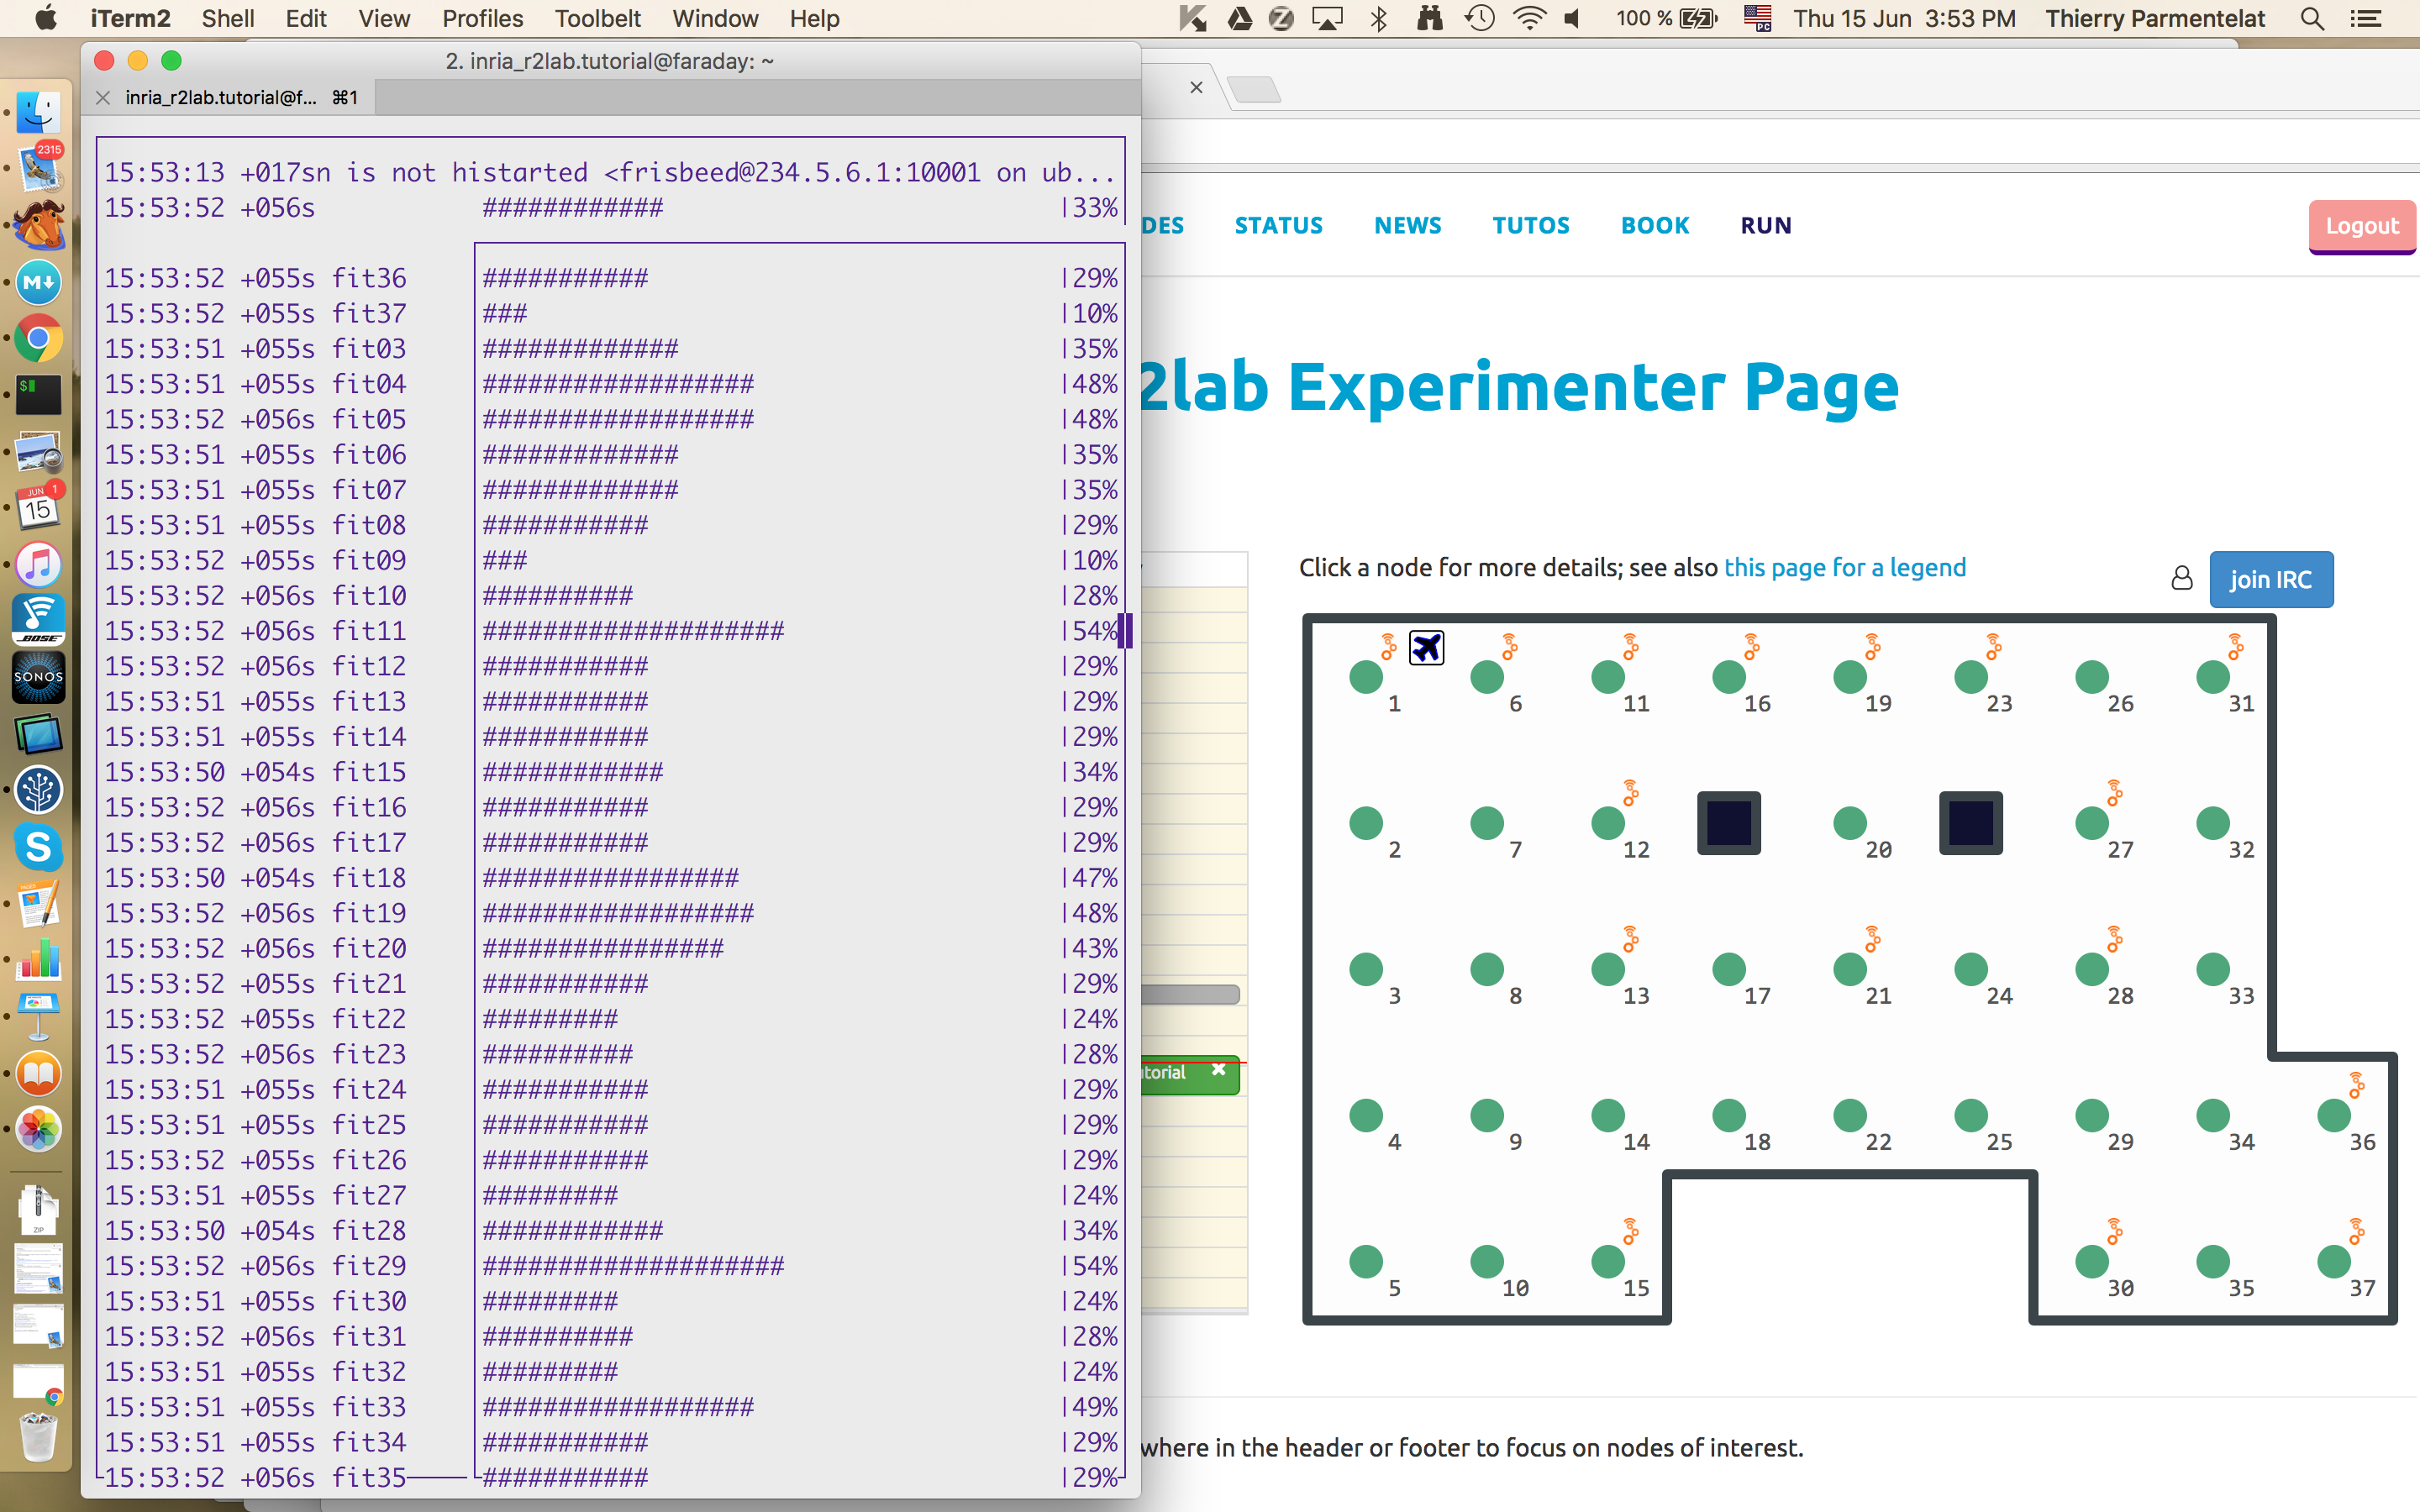 iTerm2 Shell Edit View Profiles Toolbelt Window Help 100 % Thu 15 Jun 3:53 PM Thierry Parmentelat
2. inria_r2lab.tutorial@faraday: ~
inria_r2lab.tutorial@f... ⌘1
15:53:13 +017sn is not histarted <frisbeed@234.5.6.1:10001 on ub...
15:53:52 +056s ############ |33%
15:53:52 +055s fit36 ########### |29%
15:53:52 +055s fit37 ### |10%
15:53:51 +055s fit03 ############# |35%
15:53:51 +055s fit04 ################## |48%
15:53:52 +056s fit05 ################## |48%
15:53:51 +055s fit06 ############# |35%
15:53:51 +055s fit07 ############# |35%
15:53:51 +055s fit08 ########### |29%
15:53:52 +055s fit09 ### |10%
15:53:52 +056s fit10 ########## |28%
15:53:52 +056s fit11 #################### |54%
15:53:52 +056s fit12 ########### |29%
15:53:52 +055s fit13 ########### |29%
15:53:51 +055s fit14 ########### |29%
15:53:50 +054s fit15 ############ |34%
15:53:52 +056s fit16 ########### |29%
15:53:52 +055s fit17 ########### |29%
15:53:50 +054s fit18 ################# |47%
15:53:52 +056s fit19 ################## |48%
15:53:52 +056s fit20 ################ |43%
15:53:52 +055s fit21 ########### |29%
15:53:52 +055s fit22 ######### |24%
15:53:52 +056s fit23 ########## |28%
15:53:51 +055s fit24 ########### |29%
15:53:51 +055s fit25 ########### |29%
15:53:52 +055s fit26 ########### |29%
15:53:51 +055s fit27 ######### |24%
15:53:50 +054s fit28 ############ |34%
15:53:52 +056s fit29 #################### |54%
15:53:51 +055s fit30 ######### |24%
15:53:52 +056s fit31 ########## |28%
15:53:51 +055s fit32 ######### |24%
15:53:51 +055s fit33 ################## |49%
15:53:51 +055s fit34 ########### |29%
15:53:52 +056s fit35 ########### |29%
DES STATUS NEWS TUTOS BOOK RUN Logout
2lab Experimenter Page
Click a node for more details; see also this page for a legend
join IRC
1 6 11 16 19 23 26 31
2 7 12 20 27 32
3 8 13 17 21 24 28 33
4 9 14 18 22 25 29 34 36
5 10 15 30 35 37
utorial
where in the header or footer to focus on nodes of interest.
2315
JUN 1
15
M
$
BOSE
SONOS
S
PAGES
ZIP